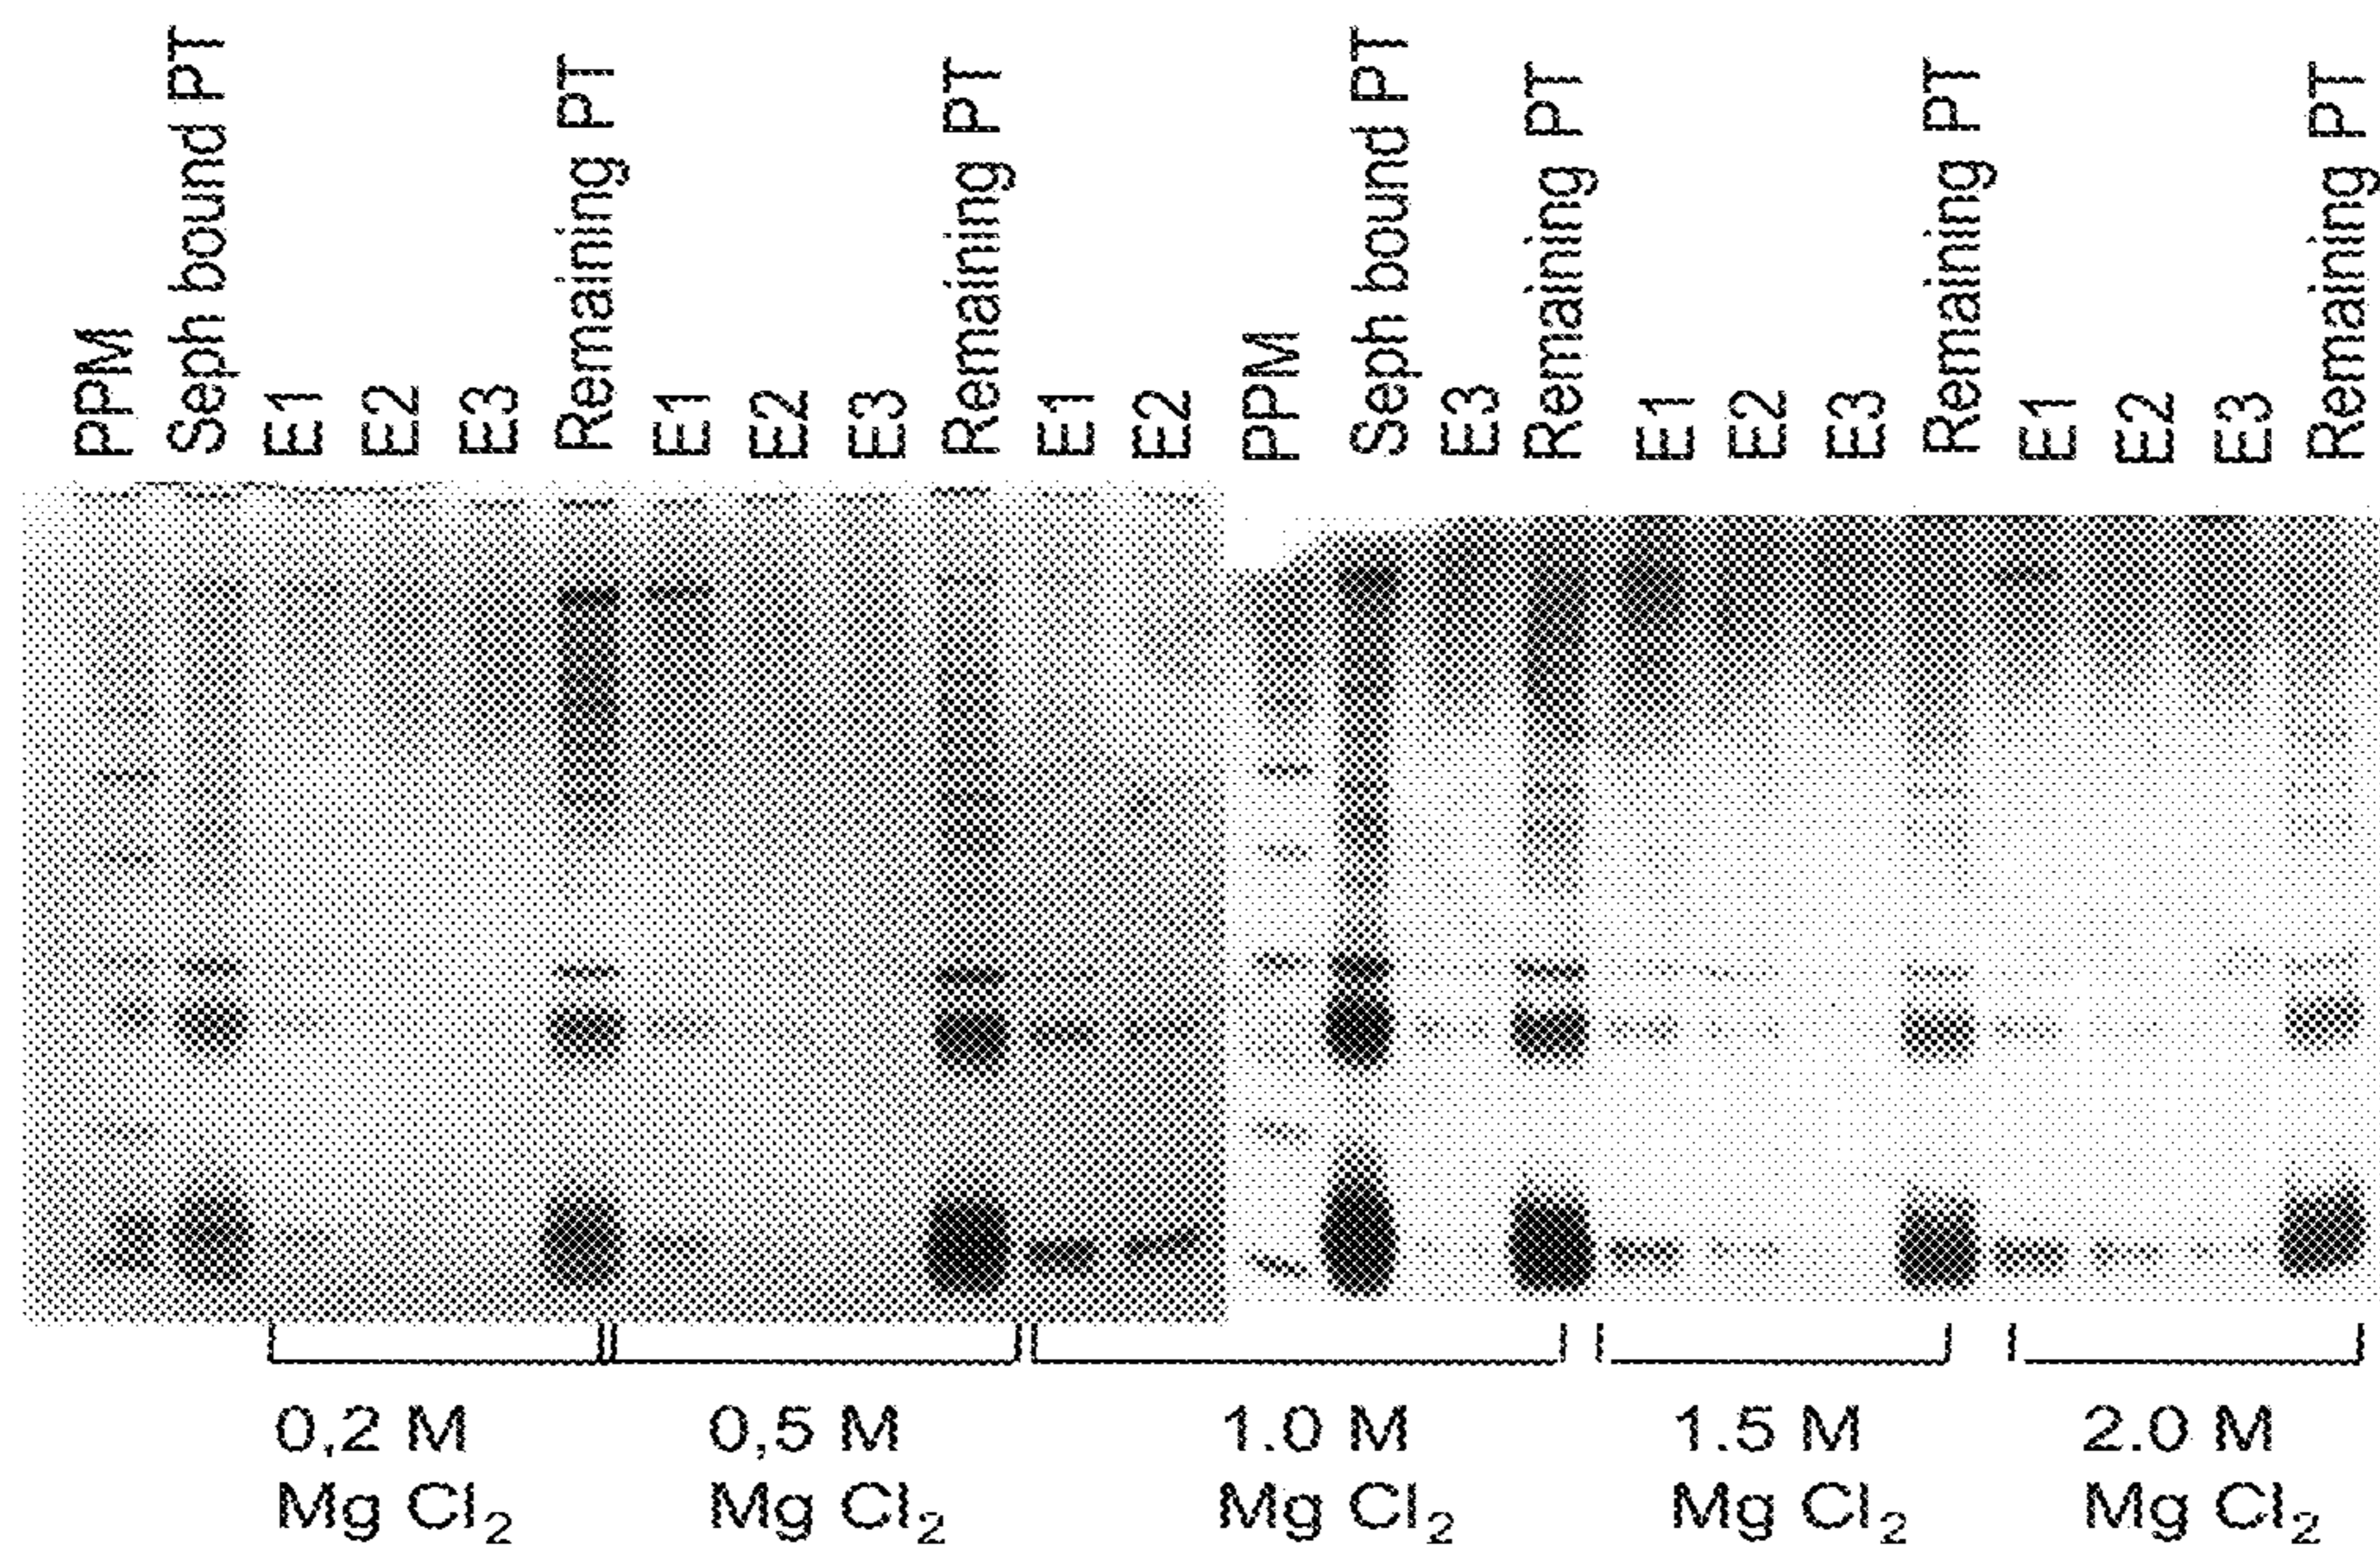 PPM
Seph bound PT
E1
E2
E3
Remaining PT
E1
E2
E3
Remaining PT
E1
E2
PPM
Seph bound PT
E3
Remaining PT
E1
E2
E3
Remaining PT
E1
E2
E3
Remaining PT
0,2 M
Mg Cl₂
0,5 M
Mg Cl₂
1.0 M
Mg Cl₂
1.5 M
Mg Cl₂
2.0 M
Mg Cl₂